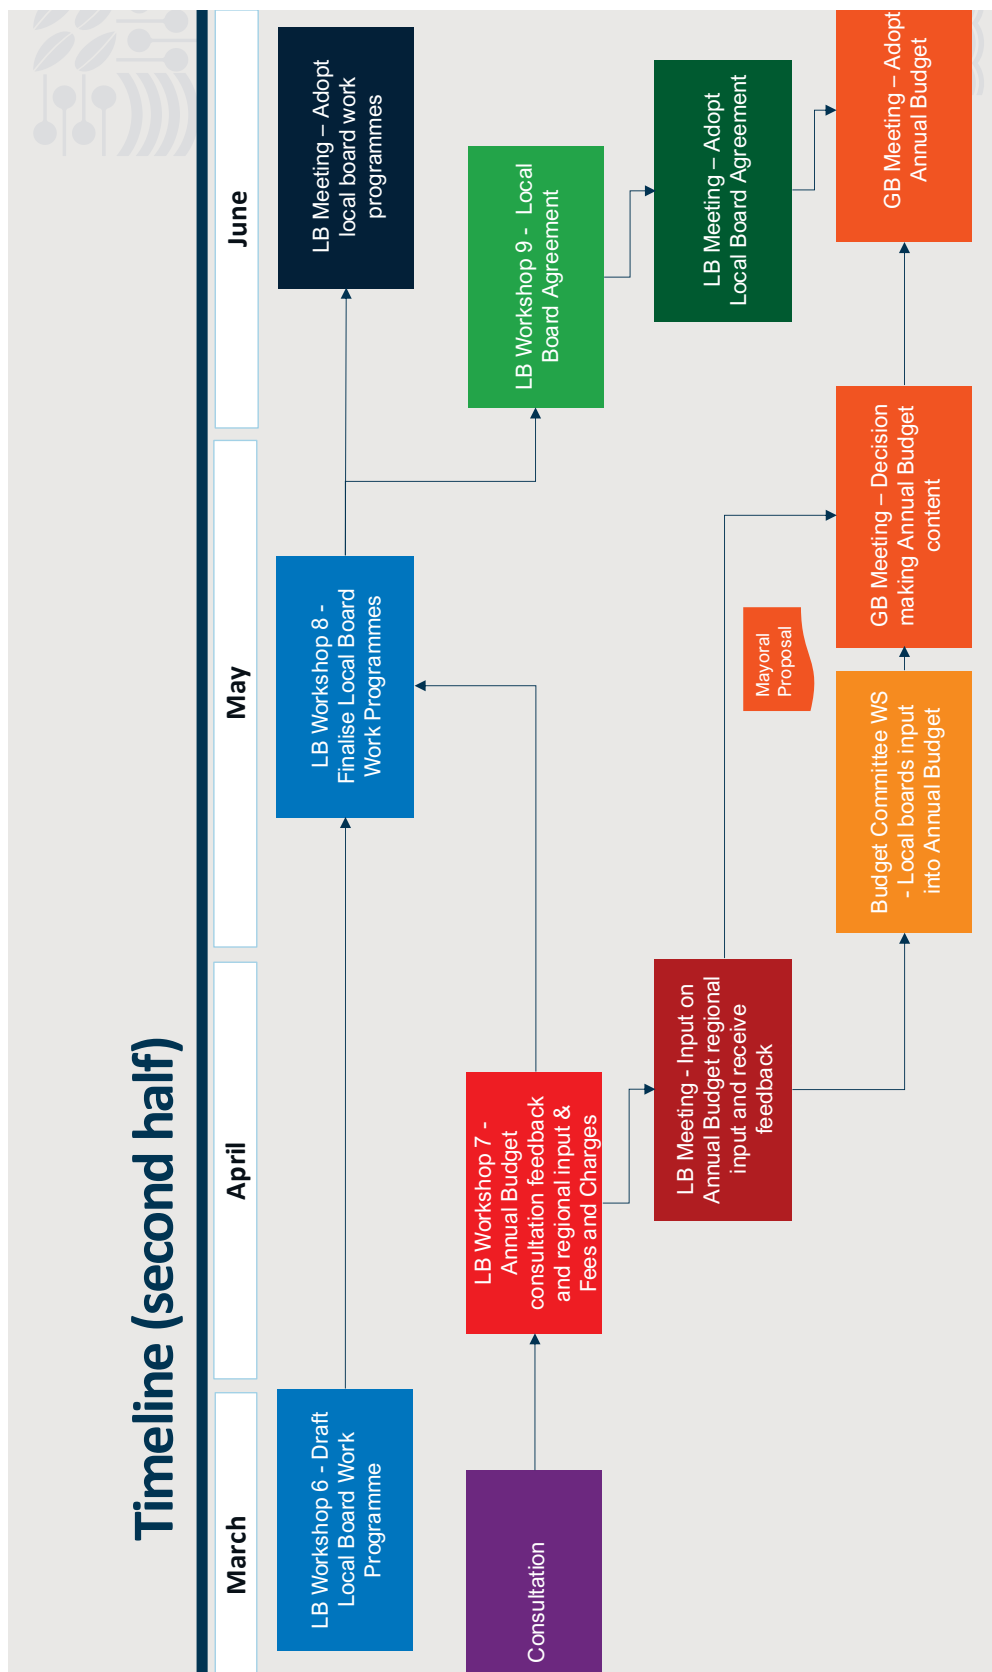 Timeline (second half)
March
April
May
June
LB Workshop 6 - Draft
Local Board Work
Programme
LB Workshop 8 -
Finalise Local Board
Work Programmes
LB Meeting – Adopt
local board work
programmes
Consultation
LB Workshop 7 -
Annual Budget
consultation feedback
and regional input &
Fees and Charges
LB Workshop 9 - Local
Board Agreement
LB Meeting - Input on
Annual Budget regional
input and receive
feedback
LB Meeting – Adopt
Local Board Agreement
Mayoral
Proposal
Budget Committee WS
- Local boards input
into Annual Budget
GB Meeting – Decision
making Annual Budget
content
GB Meeting – Adopt
Annual Budget